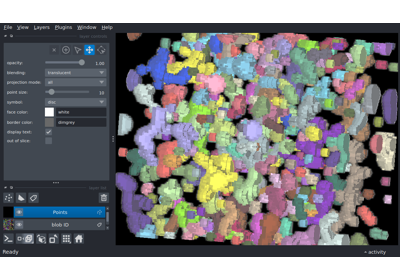 File View Layers Plugins Window Help
opacity: 1.00
blending: translucent
projection mode: all
point size: 10
symbol: disc
face color: white
border color: dimgrey
display text:
out of slice:
Points
blob ID
Ready
activity